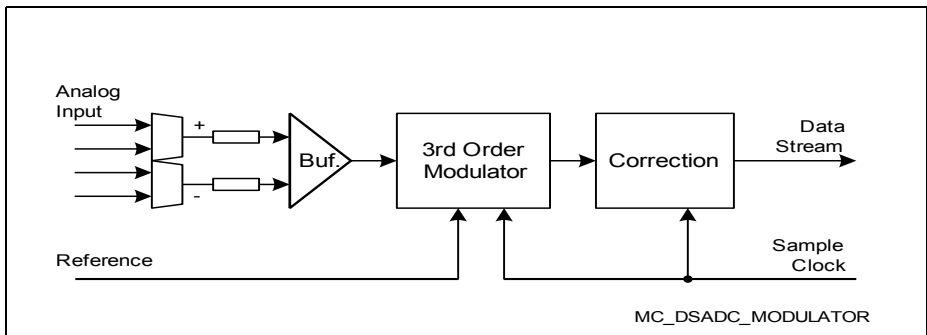 Analog
Input
+
-
Buf.
3rd Order
Modulator
Correction
Data
Stream
Reference
Sample
Clock
MC_DSADC_MODULATOR